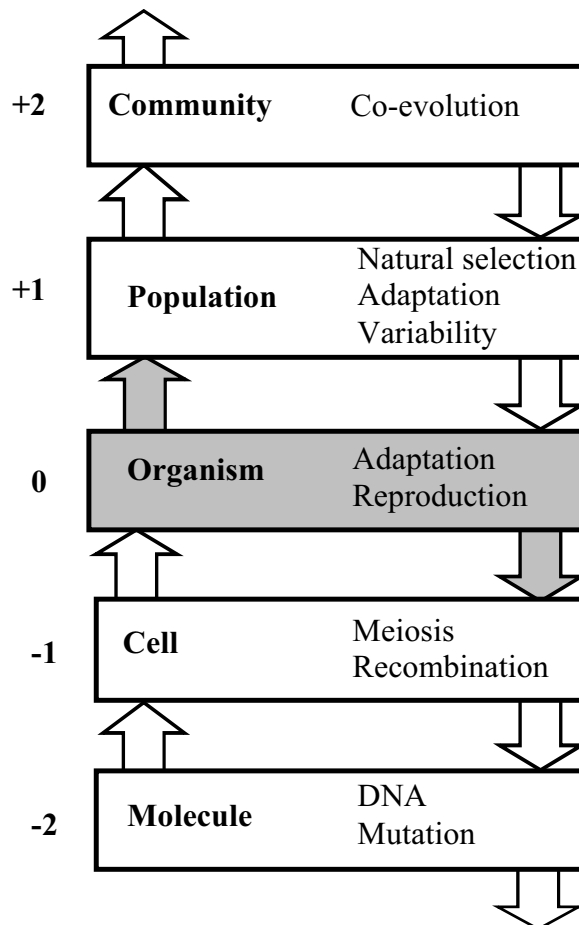 +2 Community Co-evolution
Natural selection
+1 Population Adaptation
Variability
0 Organism Adaptation
Reproduction
-1 Cell Meiosis
Recombination
-2 Molecule DNA
Mutation